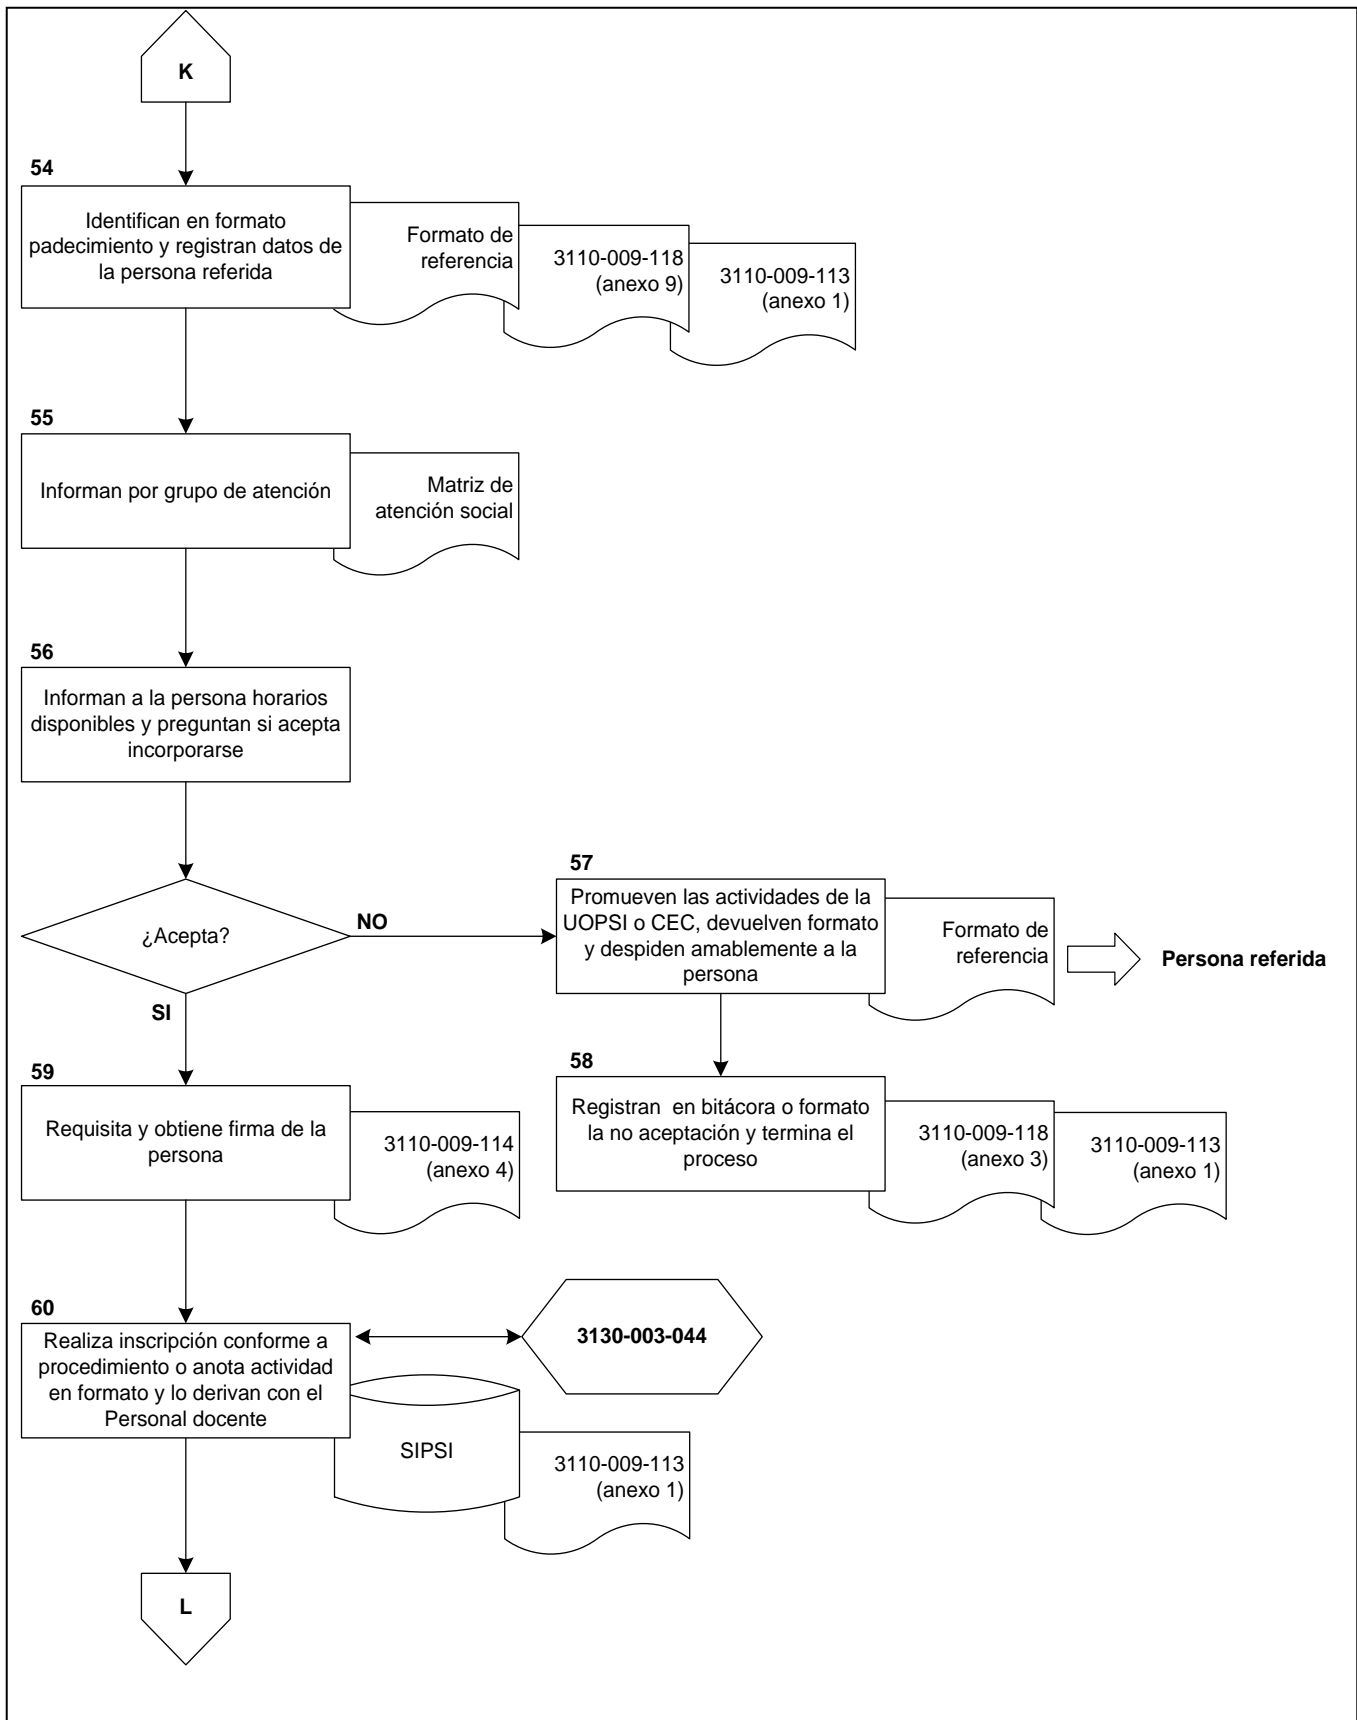 K
54
Identifican en formato
padecimiento y registran datos de
la persona referida
Formato de
referencia
3110-009-118
(anexo 9)
3110-009-113
(anexo 1)
55
Informan por grupo de atención
Matriz de
atención social
56
Informan a la persona horarios
disponibles y preguntan si acepta
incorporarse
¿Acepta?
NO
SI
57
Promueven las actividades de la
UOPSI o CEC, devuelven formato
y despiden amablemente a la
persona
Formato de
referencia
Persona referida
58
Registran en bitácora o formato
la no aceptación y termina el
proceso
3110-009-118
(anexo 3)
3110-009-113
(anexo 1)
59
Requisita y obtiene firma de la
persona
3110-009-114
(anexo 4)
60
Realiza inscripción conforme a
procedimiento o anota actividad
en formato y lo derivan con el
Personal docente
3130-003-044
SIPSI
3110-009-113
(anexo 1)
L